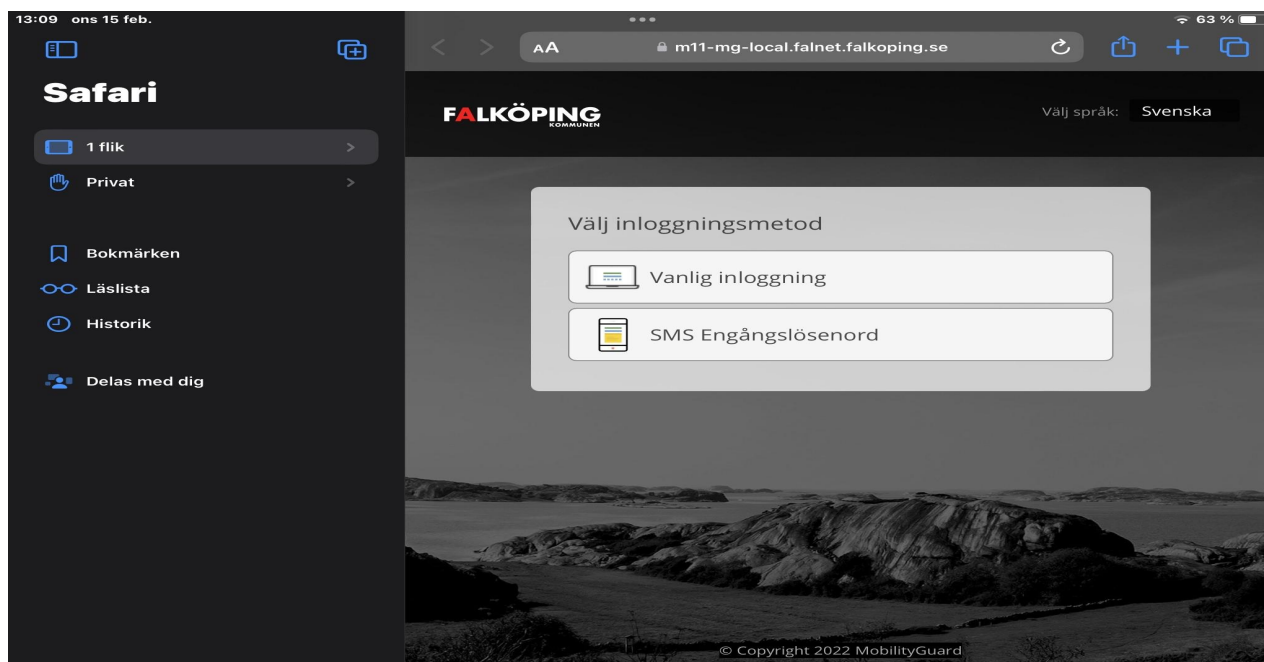 13:09 ons 15 feb.
63 %
Safari
1 flik
Privat
Bokmärken
Läslista
Historik
Delas med dig
AA
m11-mg-local.falnet.falkoping.se
FALKÖPING
KOMMUNEN
Välj språk: Svenska
Välj inloggningsmetod
Vanlig inloggning
SMS Engångslösenord
© Copyright 2022 MobilityGuard